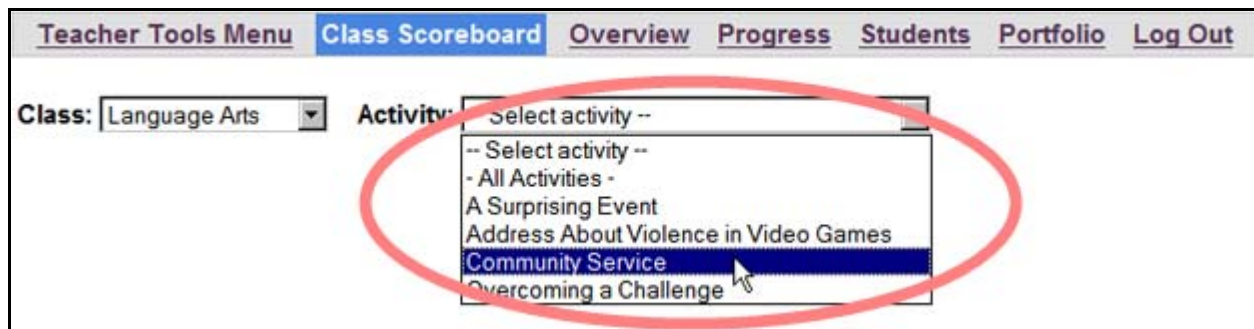 Teacher Tools Menu Class Scoreboard Overview Progress Students Portfolio Log Out
Class: Language Arts Activity: Select activity --
-- Select activity --
- All Activities -
A Surprising Event
Address About Violence in Video Games
Community Service
Overcoming a Challenge